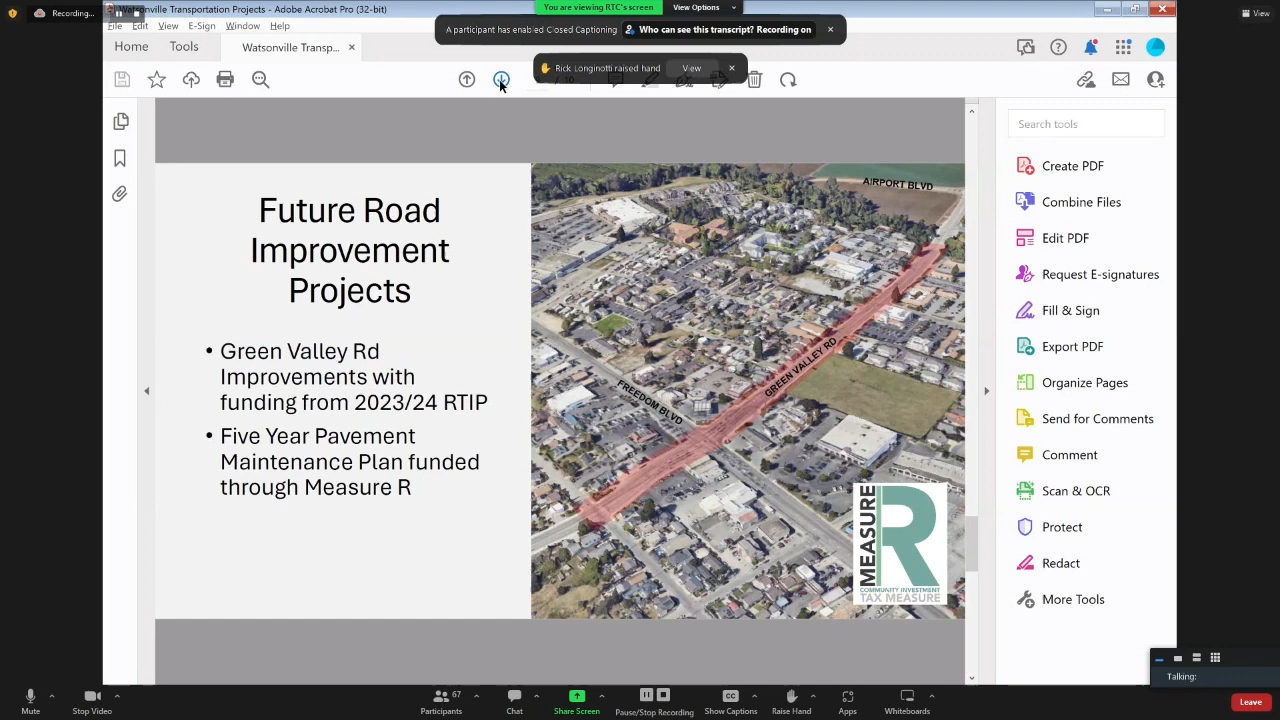 Recording...
Watsonville Transportation Projects - Adobe Acrobat Pro (32-bit)
You are viewing RTC's screen
View Options
View
File Edit View E-Sign Window Help
A participant has enabled Closed Captioning
Who can see this transcript? Recording on
Home
Tools
Watsonville Transp...
Rick Longinotti raised hand
View
/ 10
Search tools
Create PDF
Combine Files
Edit PDF
Request E-signatures
Fill & Sign
Export PDF
Organize Pages
Send for Comments
Comment
Scan & OCR
Protect
Redact
More Tools
Future Road
Improvement
Projects
• Green Valley Rd
Improvements with
funding from 2023/24 RTIP
• Five Year Pavement
Maintenance Plan funded
through Measure R
AIRPORT BLVD
GREEN VALLEY RD
FREEDOM BLVD
MEASURE
R
COMMUNITY INVESTMENT
TAX MEASURE
Talking:
Mute
Stop Video
67
Participants
Chat
Share Screen
Pause/Stop Recording
Show Captions
Raise Hand
Apps
Whiteboards
Leave